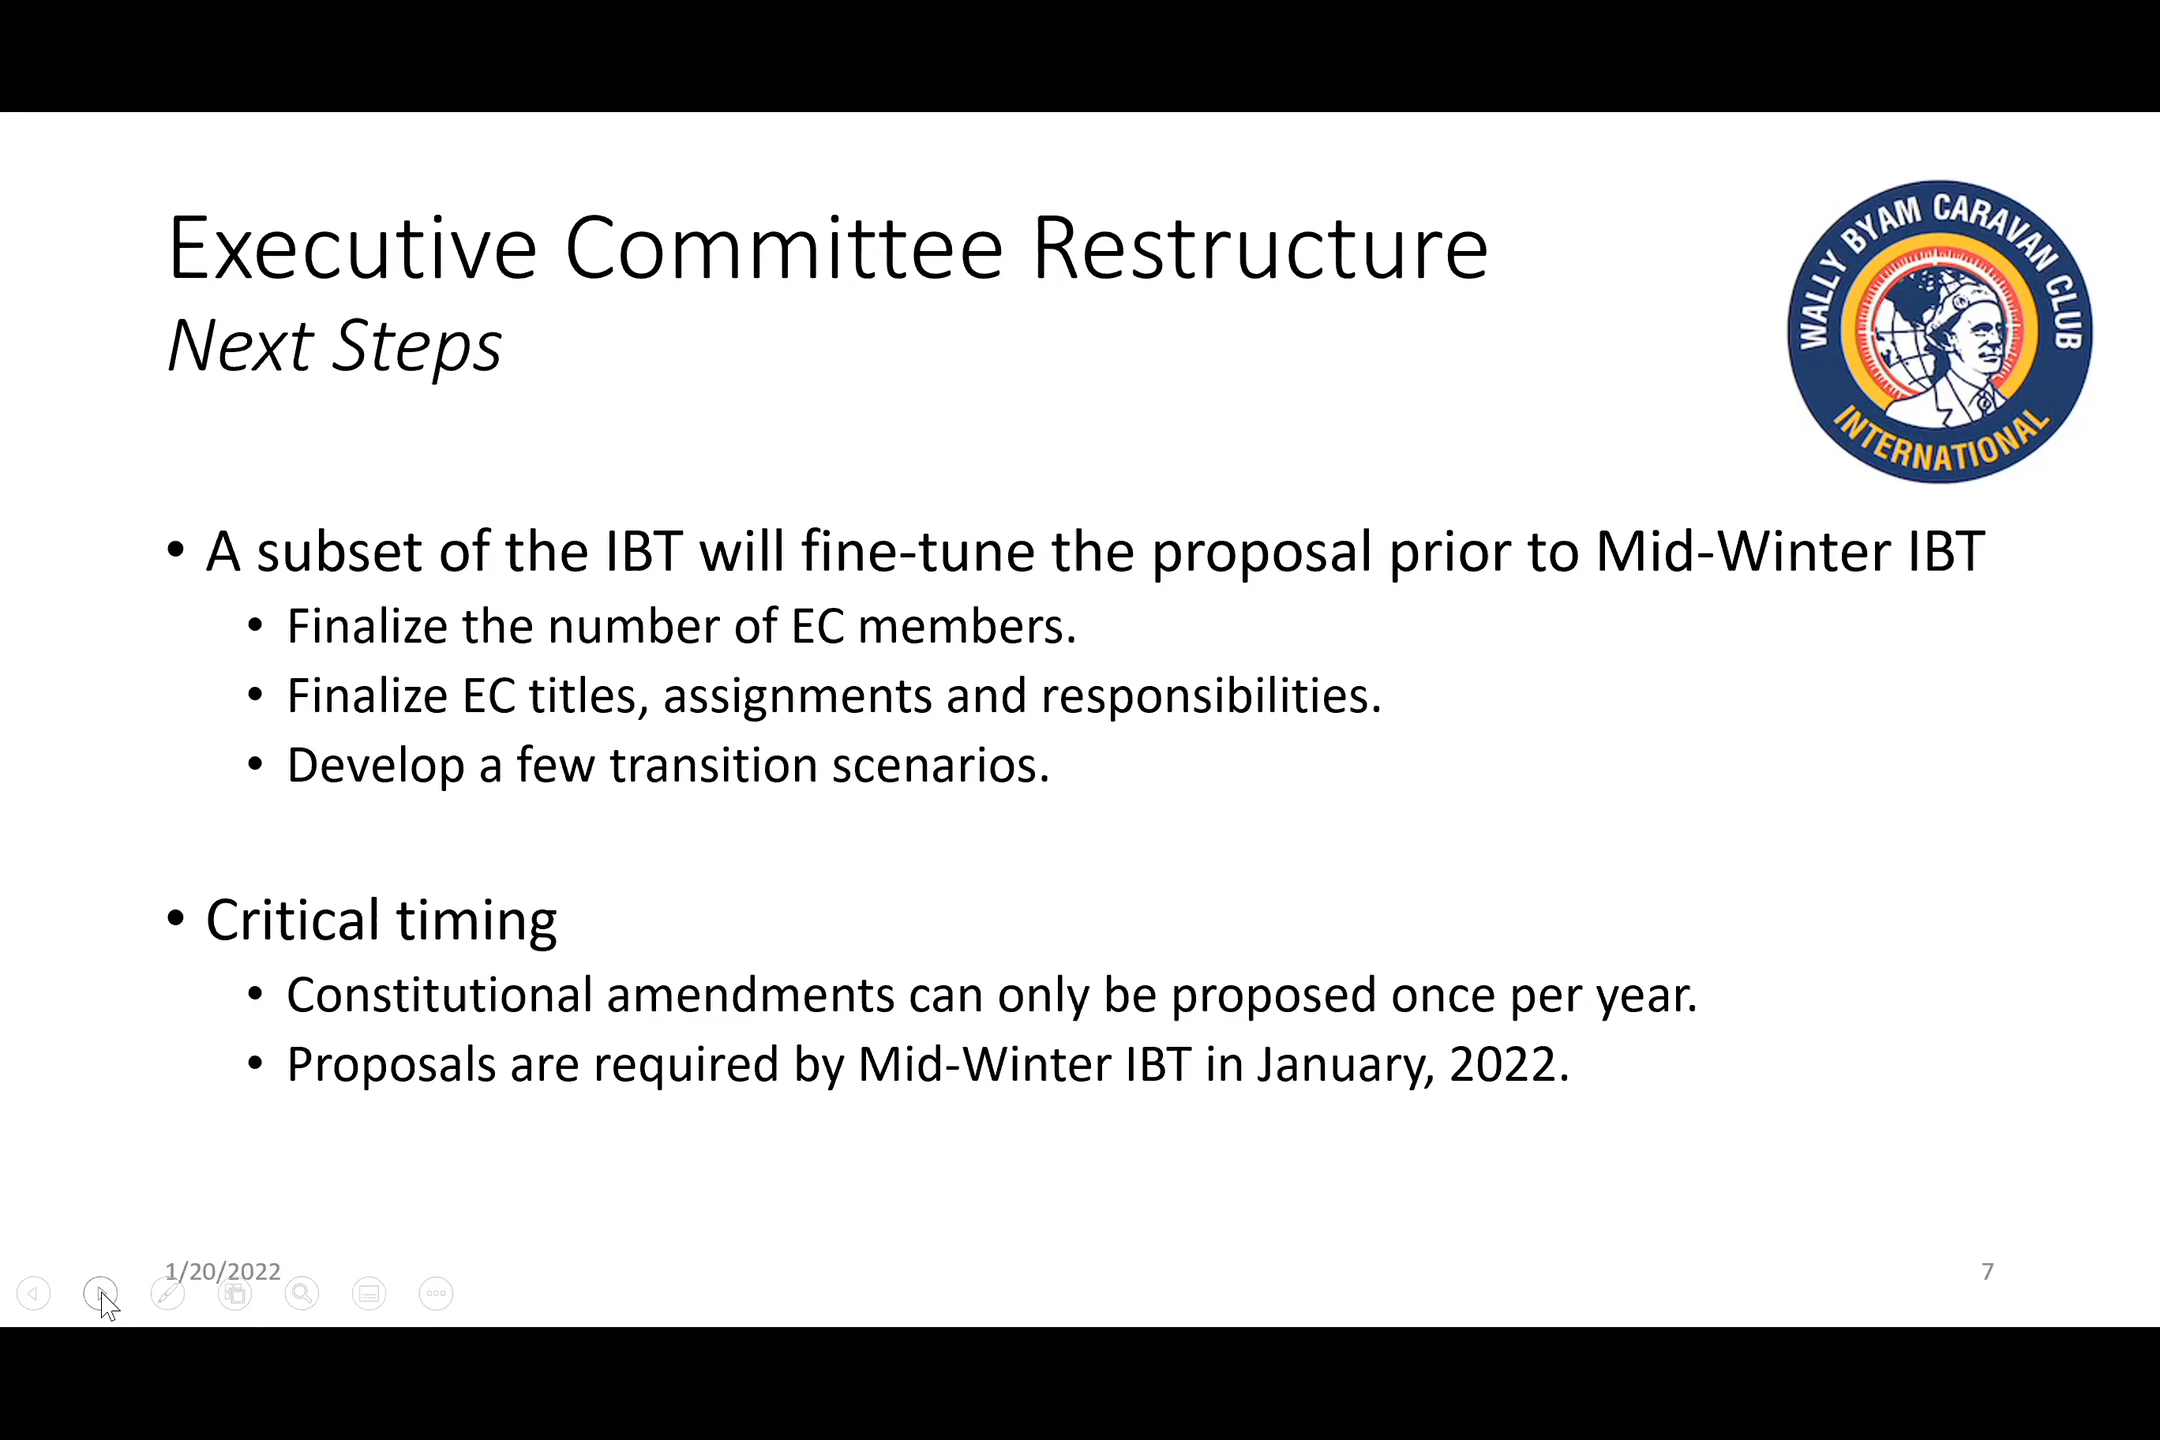 Executive Committee Restructure
Next Steps
WALLY BYAM CARAVAN CLUB
INTERNATIONAL
• A subset of the IBT will fine-tune the proposal prior to Mid-Winter IBT
• Finalize the number of EC members.
• Finalize EC titles, assignments and responsibilities.
• Develop a few transition scenarios.
• Critical timing
• Constitutional amendments can only be proposed once per year.
• Proposals are required by Mid-Winter IBT in January, 2022.
1/20/2022
7